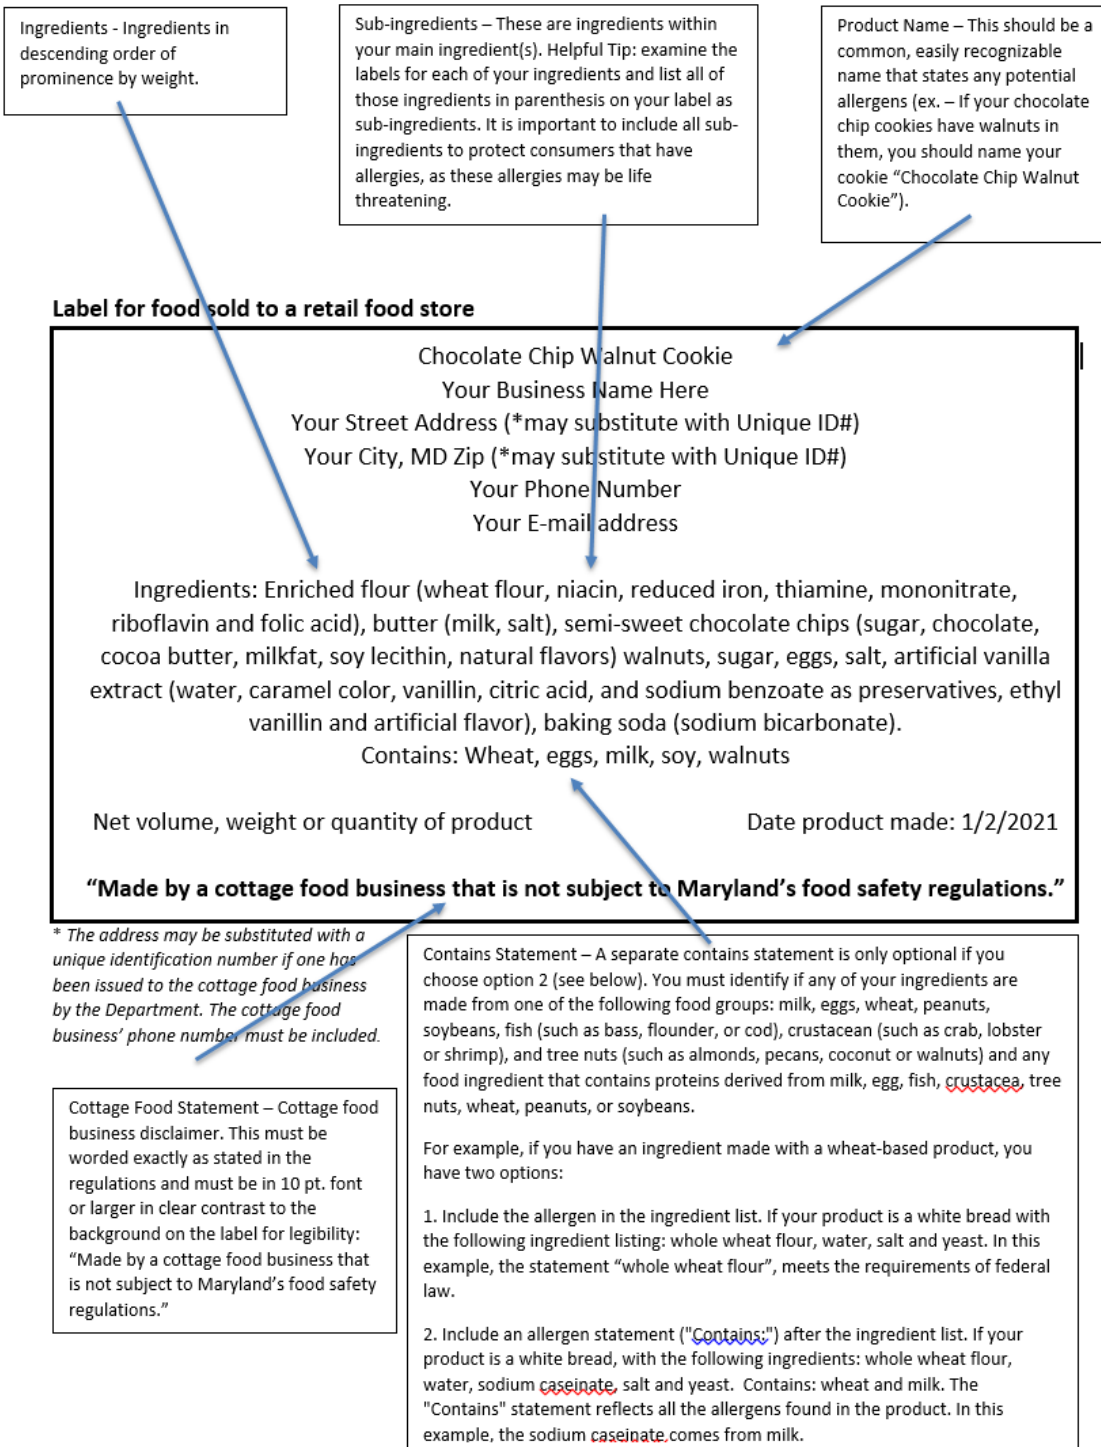 Ingredients - Ingredients in
descending order of
prominence by weight.
Sub-ingredients – These are ingredients within
your main ingredient(s). Helpful Tip: examine the
labels for each of your ingredients and list all of
those ingredients in parenthesis on your label as
sub-ingredients. It is important to include all sub-
ingredients to protect consumers that have
allergies, as these allergies may be life
threatening.
Product Name – This should be a
common, easily recognizable
name that states any potential
allergens (ex. – If your chocolate
chip cookies have walnuts in
them, you should name your
cookie “Chocolate Chip Walnut
Cookie”).
Label for food sold to a retail food store
Chocolate Chip Walnut Cookie
Your Business Name Here
Your Street Address (*may substitute with Unique ID#)
Your City, MD Zip (*may substitute with Unique ID#)
Your Phone Number
Your E-mail address
Ingredients: Enriched flour (wheat flour, niacin, reduced iron, thiamine, mononitrate,
riboflavin and folic acid), butter (milk, salt), semi-sweet chocolate chips (sugar, chocolate,
cocoa butter, milkfat, soy lecithin, natural flavors) walnuts, sugar, eggs, salt, artificial vanilla
extract (water, caramel color, vanillin, citric acid, and sodium benzoate as preservatives, ethyl
vanillin and artificial flavor), baking soda (sodium bicarbonate).
Contains: Wheat, eggs, milk, soy, walnuts
Net volume, weight or quantity of product
Date product made: 1/2/2021
“Made by a cottage food business that is not subject to Maryland’s food safety regulations.”
* The address may be substituted with a
unique identification number if one has
been issued to the cottage food business
by the Department. The cottage food
business’ phone number must be included.
Cottage Food Statement – Cottage food
business disclaimer. This must be
worded exactly as stated in the
regulations and must be in 10 pt. font
or larger in clear contrast to the
background on the label for legibility:
“Made by a cottage food business that
is not subject to Maryland’s food safety
regulations.”
Contains Statement – A separate contains statement is only optional if you
choose option 2 (see below). You must identify if any of your ingredients are
made from one of the following food groups: milk, eggs, wheat, peanuts,
soybeans, fish (such as bass, flounder, or cod), crustacean (such as crab, lobster
or shrimp), and tree nuts (such as almonds, pecans, coconut or walnuts) and any
food ingredient that contains proteins derived from milk, egg, fish, crustacea, tree
nuts, wheat, peanuts, or soybeans.
For example, if you have an ingredient made with a wheat-based product, you
have two options:
1. Include the allergen in the ingredient list. If your product is a white bread with
the following ingredient listing: whole wheat flour, water, salt and yeast. In this
example, the statement “whole wheat flour”, meets the requirements of federal
law.
2. Include an allergen statement ("Contains:") after the ingredient list. If your
product is a white bread, with the following ingredients: whole wheat flour,
water, sodium caseinate, salt and yeast. Contains: wheat and milk. The
"Contains" statement reflects all the allergens found in the product. In this
example, the sodium caseinate comes from milk.